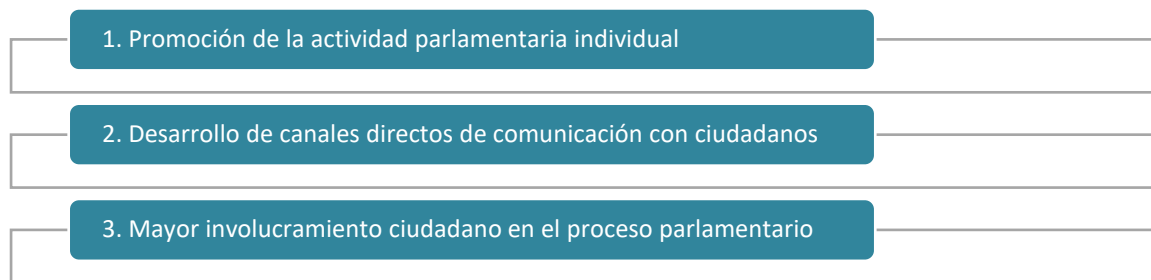 1. Promoción de la actividad parlamentaria individual
2. Desarrollo de canales directos de comunicación con ciudadanos
3. Mayor involucramiento ciudadano en el proceso parlamentario